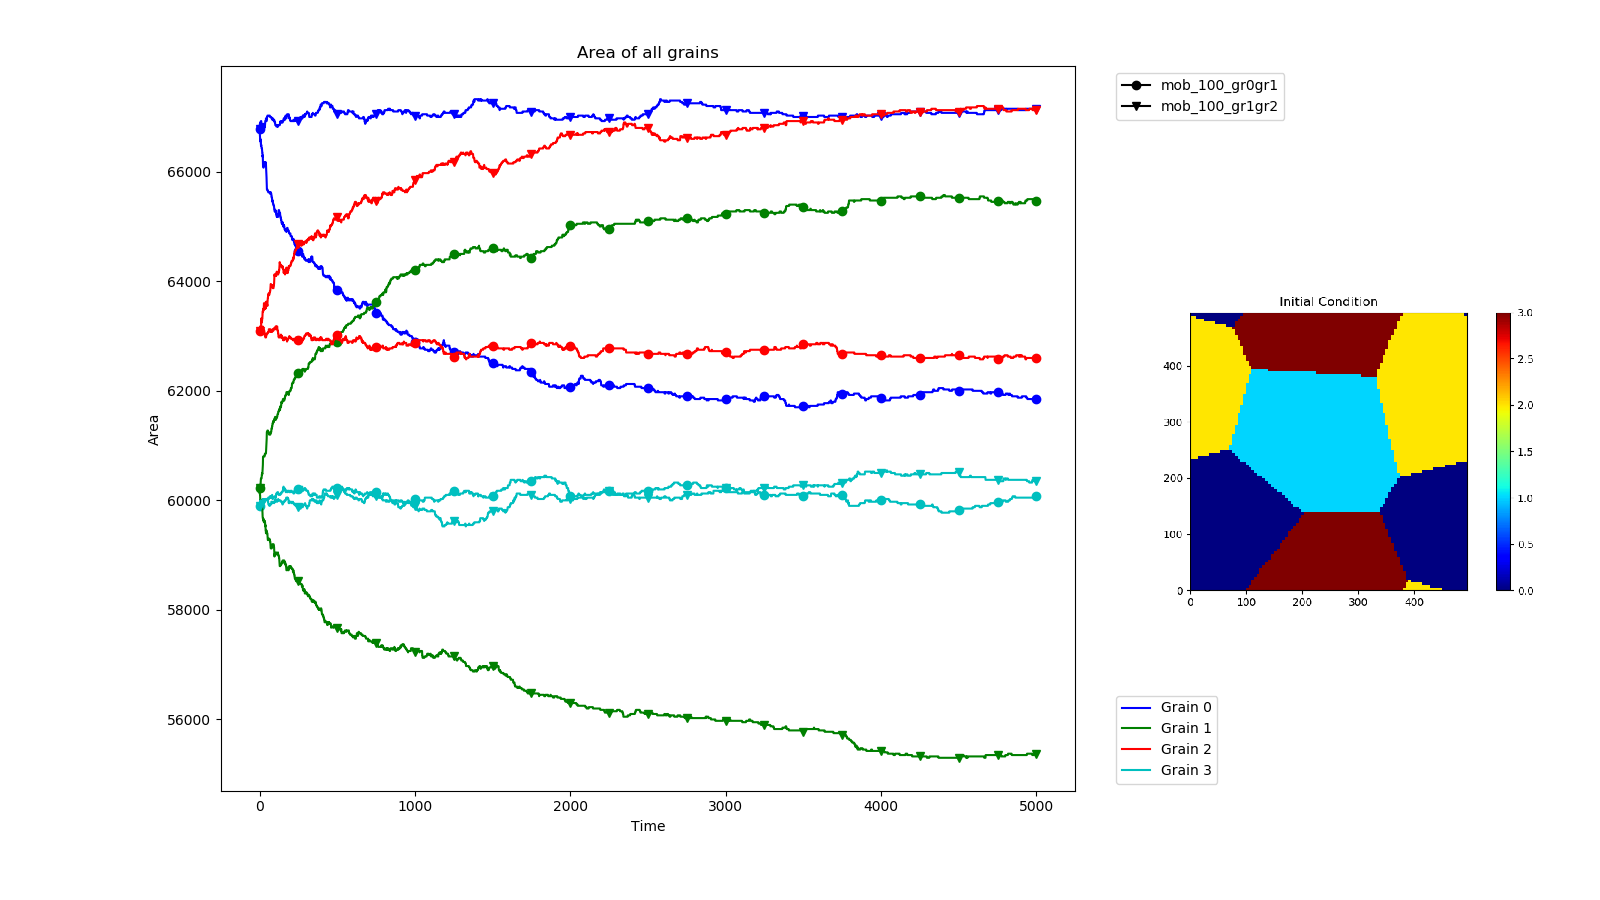 Area of all grains
mob_100_gr0gr1
mob_100_gr1gr2
66000
64000
62000
60000
58000
56000
Area
0 1000 2000 3000 4000 5000
Time
Initial Condition
400
300
200
100
0
0 100 200 300 400
3.0
2.5
2.0
1.5
1.0
0.5
0.0
Grain 0
Grain 1
Grain 2
Grain 3